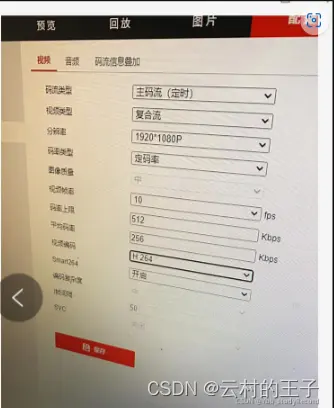 预览 回放 图片
视频 音频 码流信息叠加
码流类型 主码流（定时）
视频类型 复合流
分辨率 1920*1080P
码率类型 定码率
图像质量 中
视频帧率 10 fps
码率上限 512 Kbps
平均码率 256 Kbps
视频编码 H.264
Smart264 开启
编码复杂度
I帧间隔 50
SVC
保存
CSDN @云村的王子